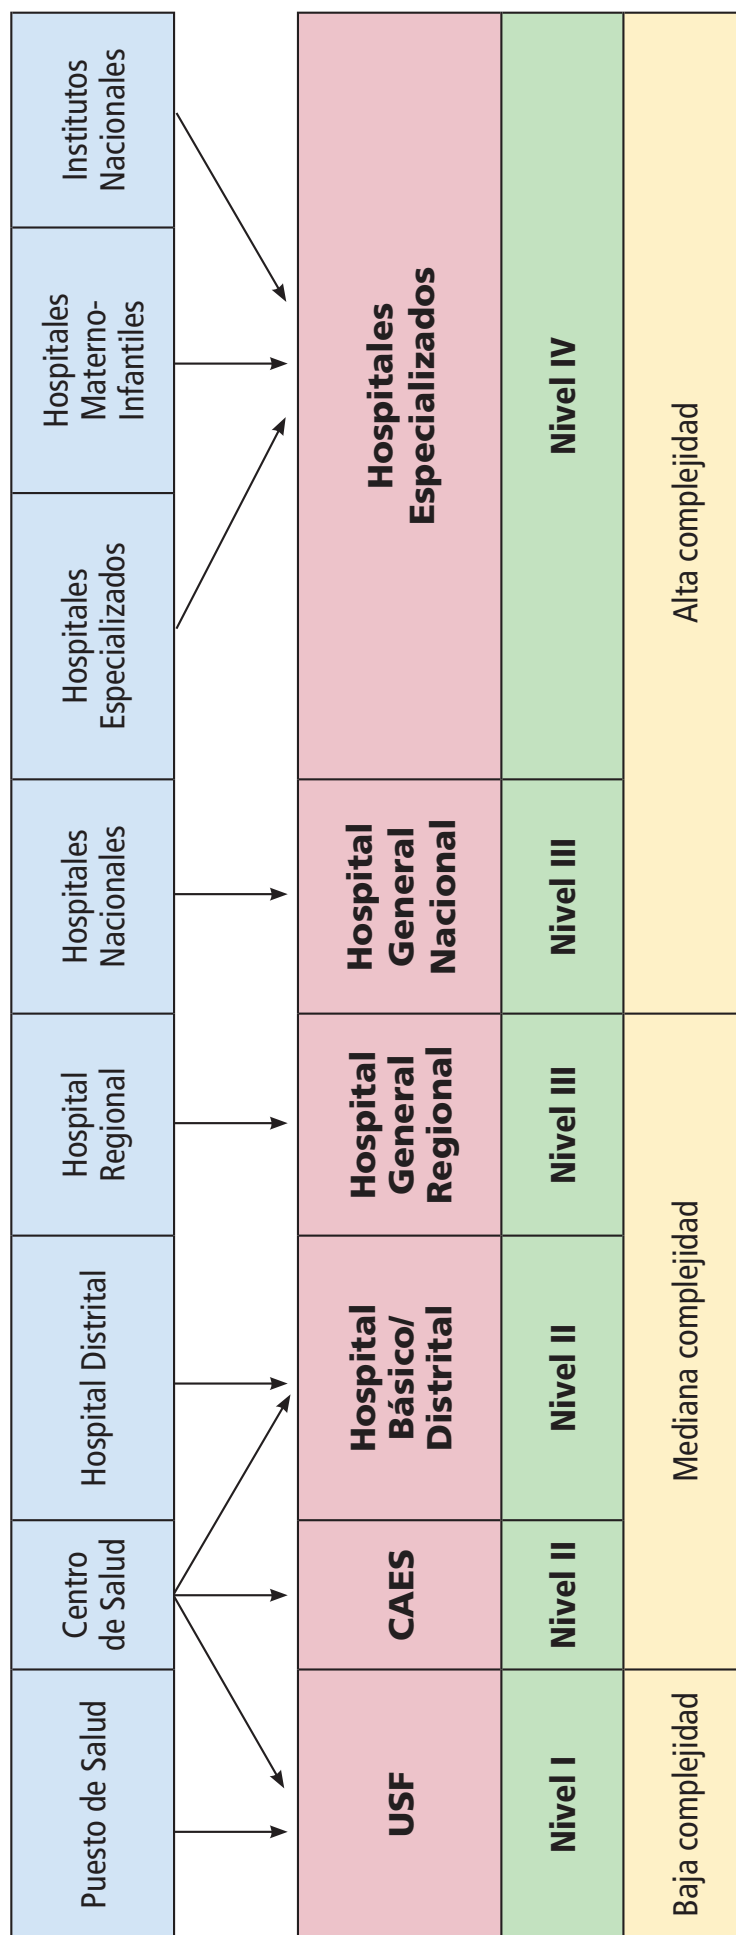 Puesto de Salud
Centro
de Salud
Hospital Distrital
Hospital
Regional
Hospitales
Nacionales
Hospitales
Especializados
Hospitales
Materno-
Infantiles
Institutos
Nacionales
USF
CAES
Hospital
Básico/
Distrital
Hospital
General
Regional
Hospital
General
Nacional
Hospitales
Especializados
Nivel I
Nivel II
Nivel II
Nivel III
Nivel III
Nivel IV
Baja complejidad
Mediana complejidad
Alta complejidad